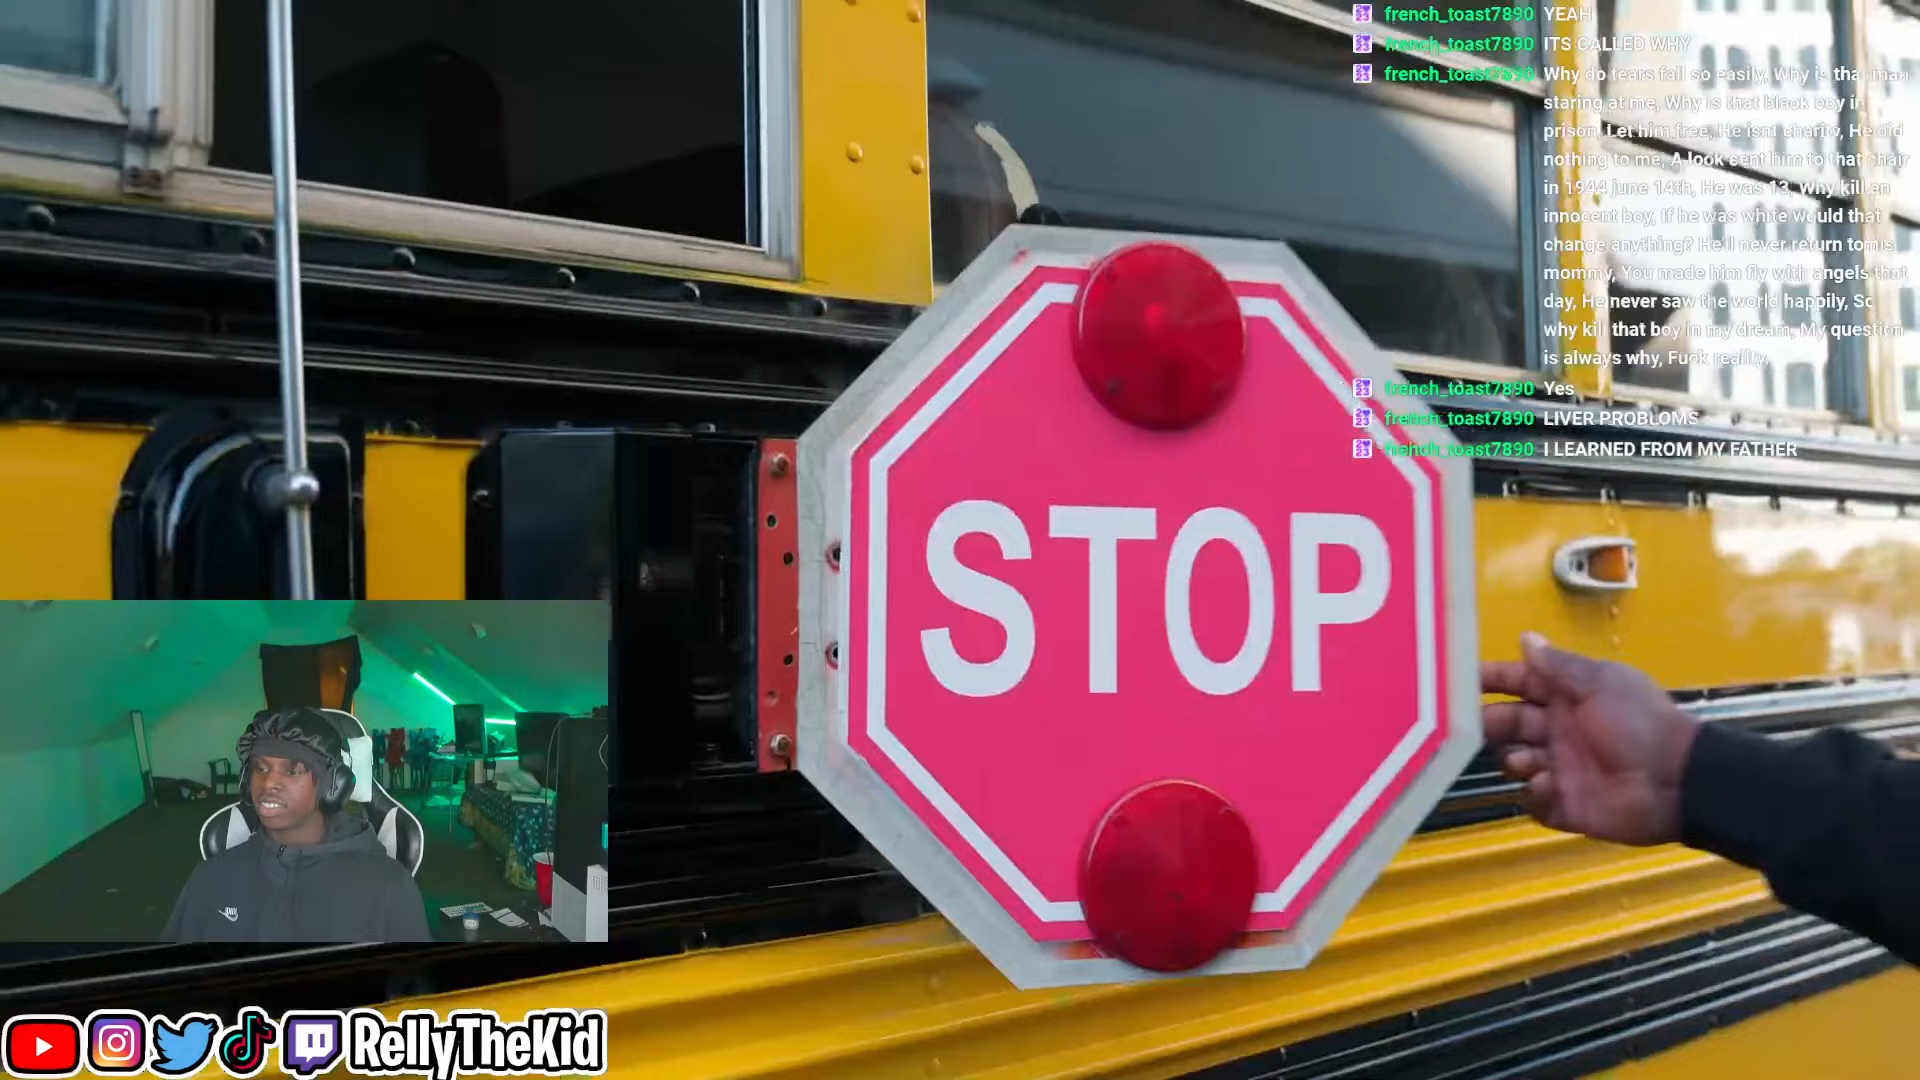 french_toast7890 YEAH
french_toast7890 ITS CALLED WHY
french_toast7890 Why do tears fall so easily, Why is that man
staring at me, Why is that black boy in
prison, Let him free, He isnt charity, He did
nothing to me, A look sent him to that chair
in 1944 june 14th, He was 13, Why kill en
innocent boy, If he was white would that
change anything? Hell never return to his
mommy, You made him fly with angels that
day, He never saw the world happily, So
why kill that boy in my dream, My question
is always why, Fuck reality,
french_toast7890 Yes
french_toast7890 LIVER PROBLOMS
french_toast7890 I LEARNED FROM MY FATHER
STOP
RellyTheKid